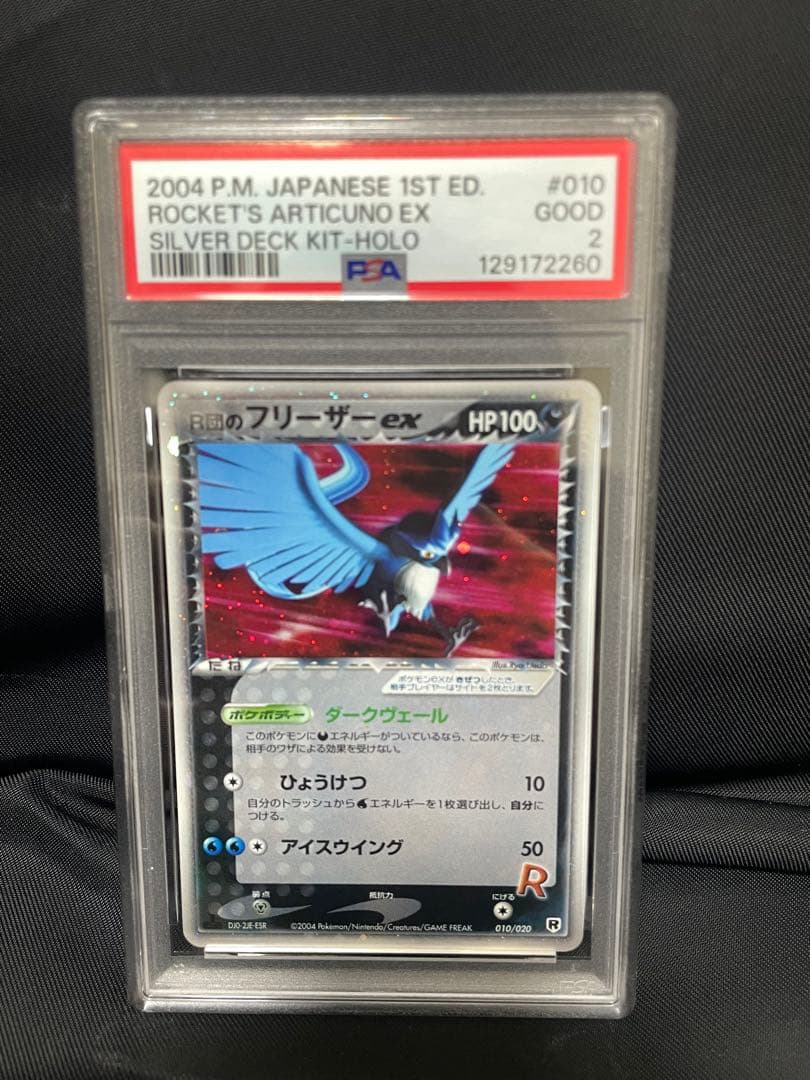 2004 P.M. JAPANESE 1ST ED. #010
ROCKET'S ARTICUNO EX GOOD
SILVER DECK KIT-HOLO 2
PSA 129172260
R団のフリーザーex HP100
たね Illus.Ryo Ueda
ポケモンexがきぜつしたとき、
相手プレイヤーはサイドを2枚とります。
ポケボディー ダークヴェール
このポケモンにエネルギーがついているなら、このポケモンは、
相手のワザによる効果を受けない。
ひょうけつ 10
自分のトラッシュからエネルギーを1枚選び出し、自分に
つける。
アイスウイング 50
R
弱点 抵抗力 にげる
DJ0-2JE-ESR ©2004 Pokémon/Nintendo/Creatures/GAME FREAK 010/020 R